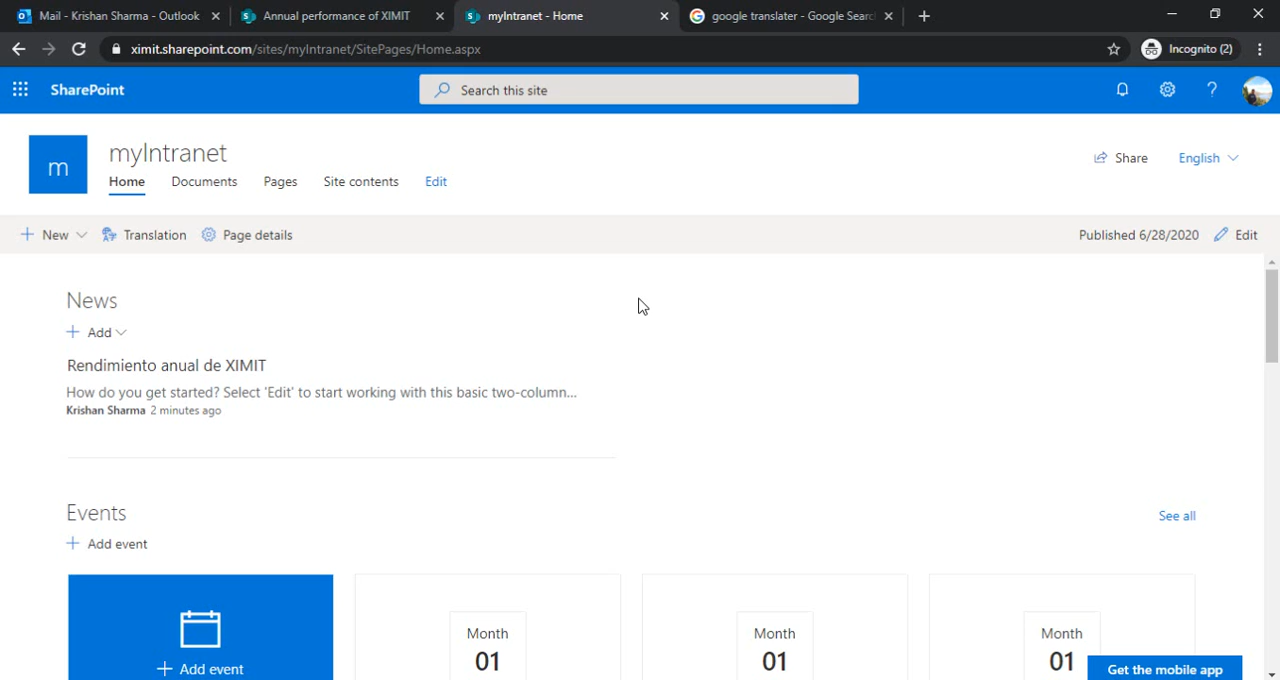 Mail - Krishan Sharma - Outlook
Annual performance of XIMIT
myIntranet - Home
google translater - Google Searc
ximit.sharepoint.com/sites/myIntranet/SitePages/Home.aspx
Incognito (2)
SharePoint
Search this site
?
m
myIntranet
Home Documents Pages Site contents Edit
Share
English
New Translation Page details
Published 6/28/2020 Edit
News
Add
Rendimiento anual de XIMIT
How do you get started? Select 'Edit' to start working with this basic two-column...
Krishan Sharma 2 minutes ago
Events
See all
Add event
Add event
Month
01
Month
01
Month
01
Get the mobile app